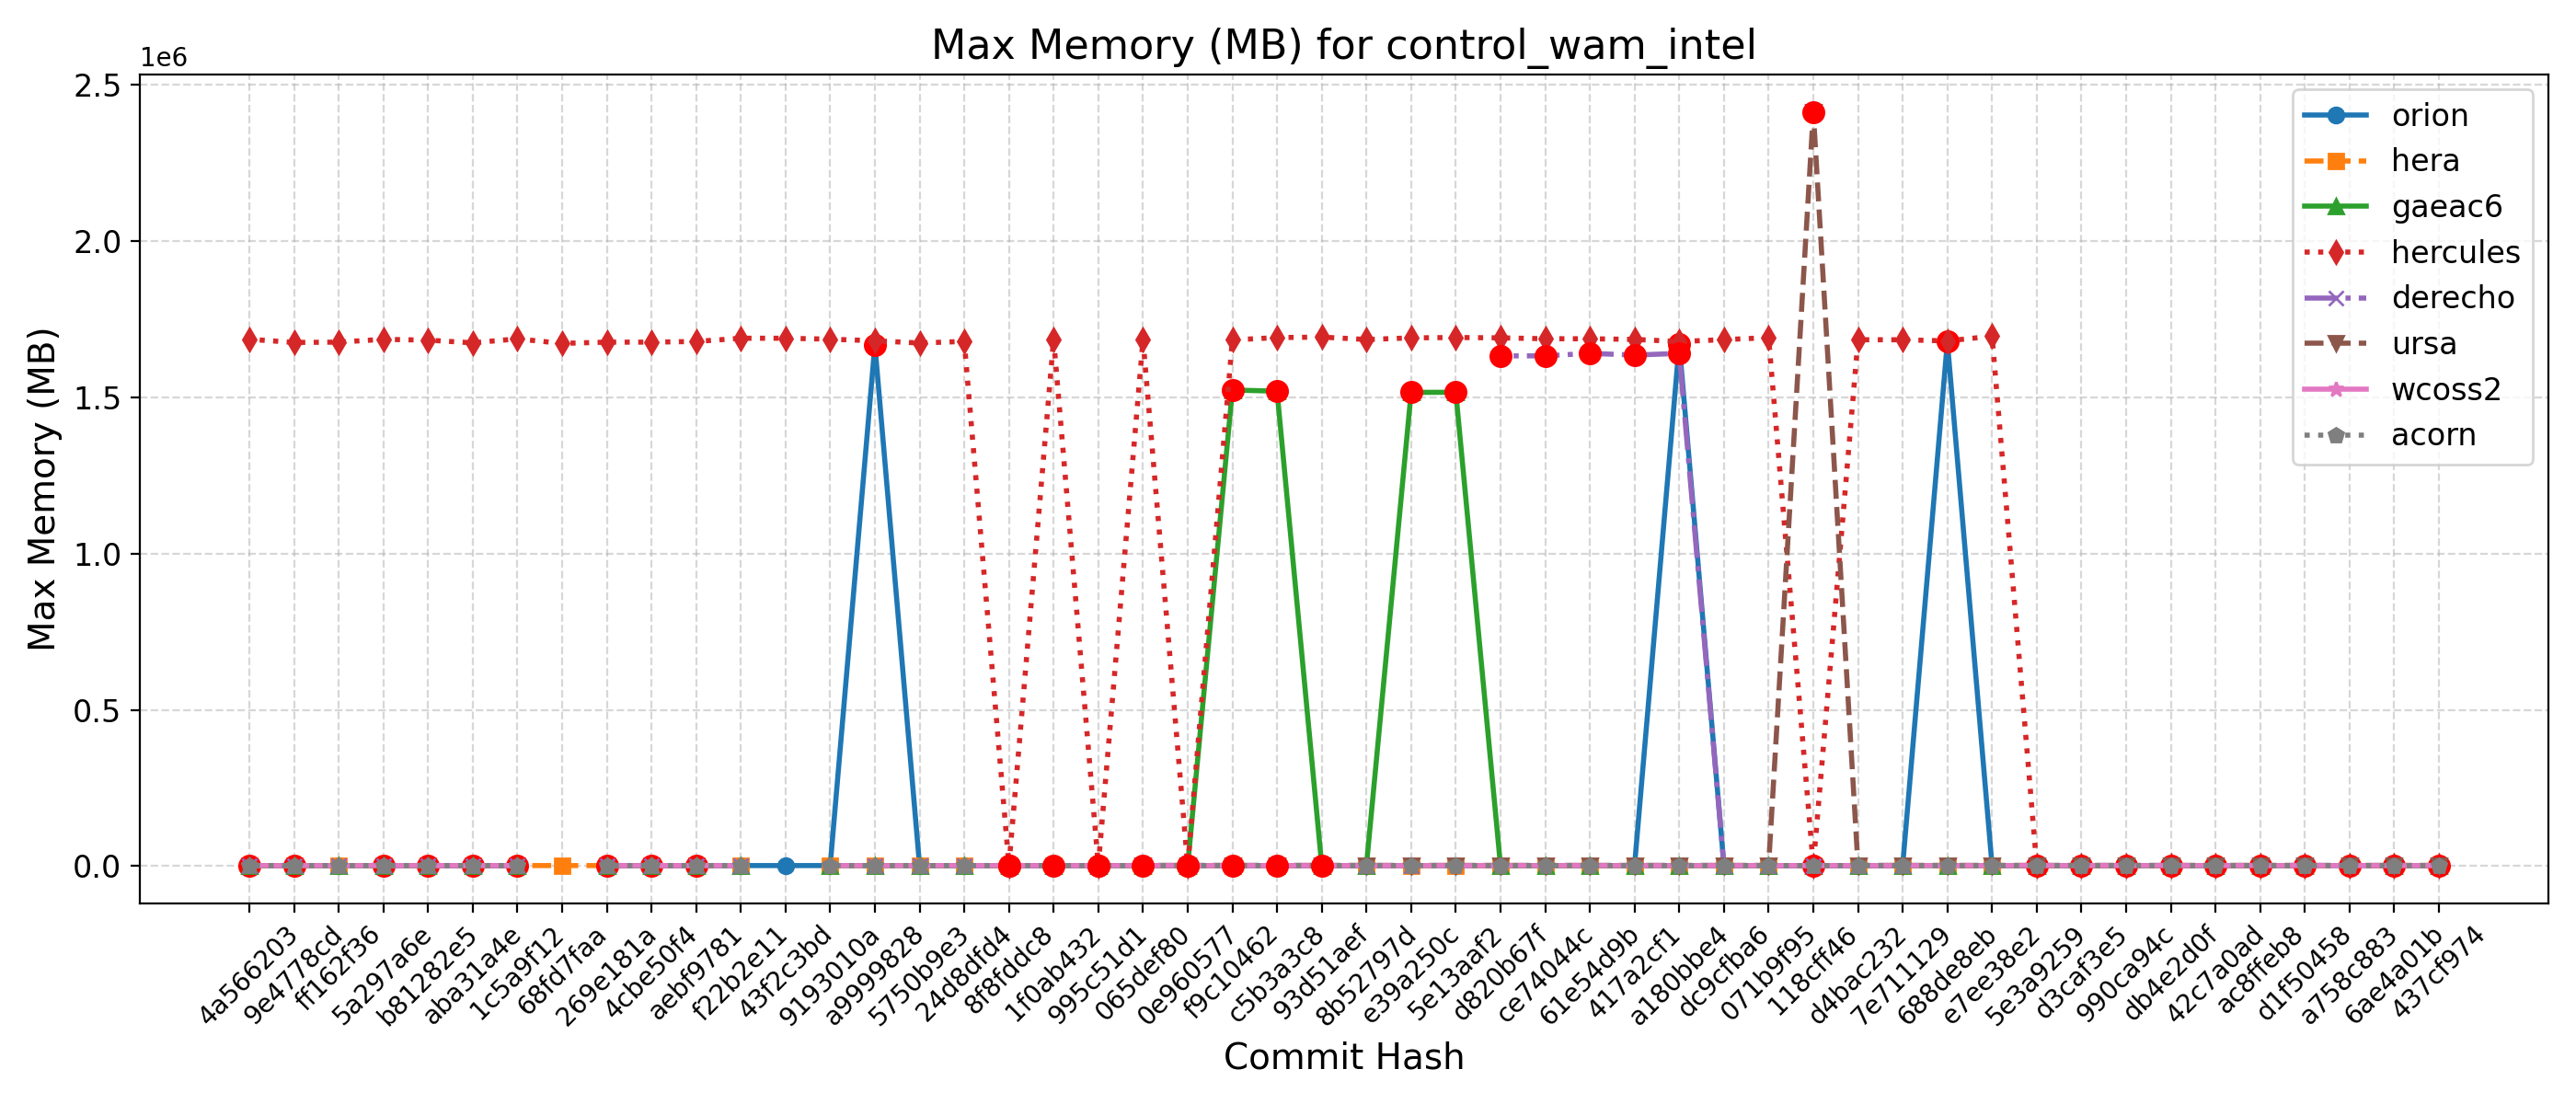 Max Memory (MB) for control_wam_intel
1e6
2.5
2.0
1.5
1.0
0.5
0.0
Max Memory (MB)
orion
hera
gaeac6
hercules
derecho
ursa
wcoss2
acorn
4a566203
9e4778cd
ff162f36
5a297a6e
b81282e5
aba31a4e
1c5a9f12
68fd7faa
269e181a
4cbe50f4
aebf9781
f22b2e11
43f2c3bd
9193010a
a9999828
5750b9e3
24d8dfd4
8f8fddc8
1f0ab432
995c51d1
065def80
0e960577
f9c10462
c5b3a3c8
93d51aef
8b52797d
e39a250c
5e13aaf2
d820b67f
ce74044c
61e54d9b
417a2cf1
a180bbe4
dc9cfba6
071b9f95
118cff46
d4bac232
7e711129
688de8eb
e7ee38e2
5e3a9259
d3caf3e5
990ca94c
db4e2d0f
42c7a0ad
ac8ffeb8
d1f50458
a758c883
6ae4a01b
437cf974
Commit Hash